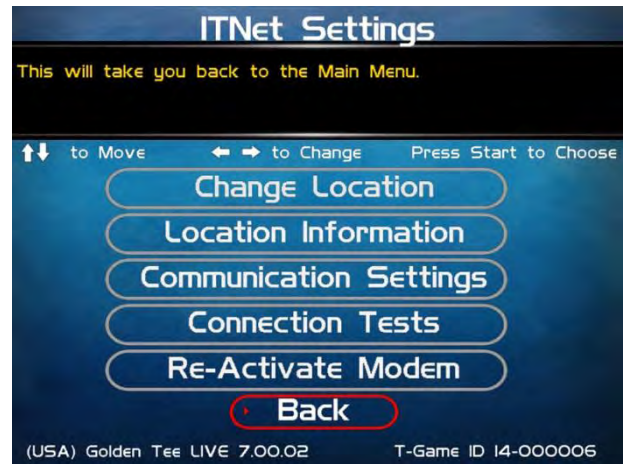 ITNet Settings
This will take you back to the Main Menu.
⬆⬇ to Move ⬅ ➡ to Change Press Start to Choose
Change Location
Location Information
Communication Settings
Connection Tests
Re-Activate Modem
Back
(USA) Golden Tee LIVE 7.00.02 T-Game ID 14-000006